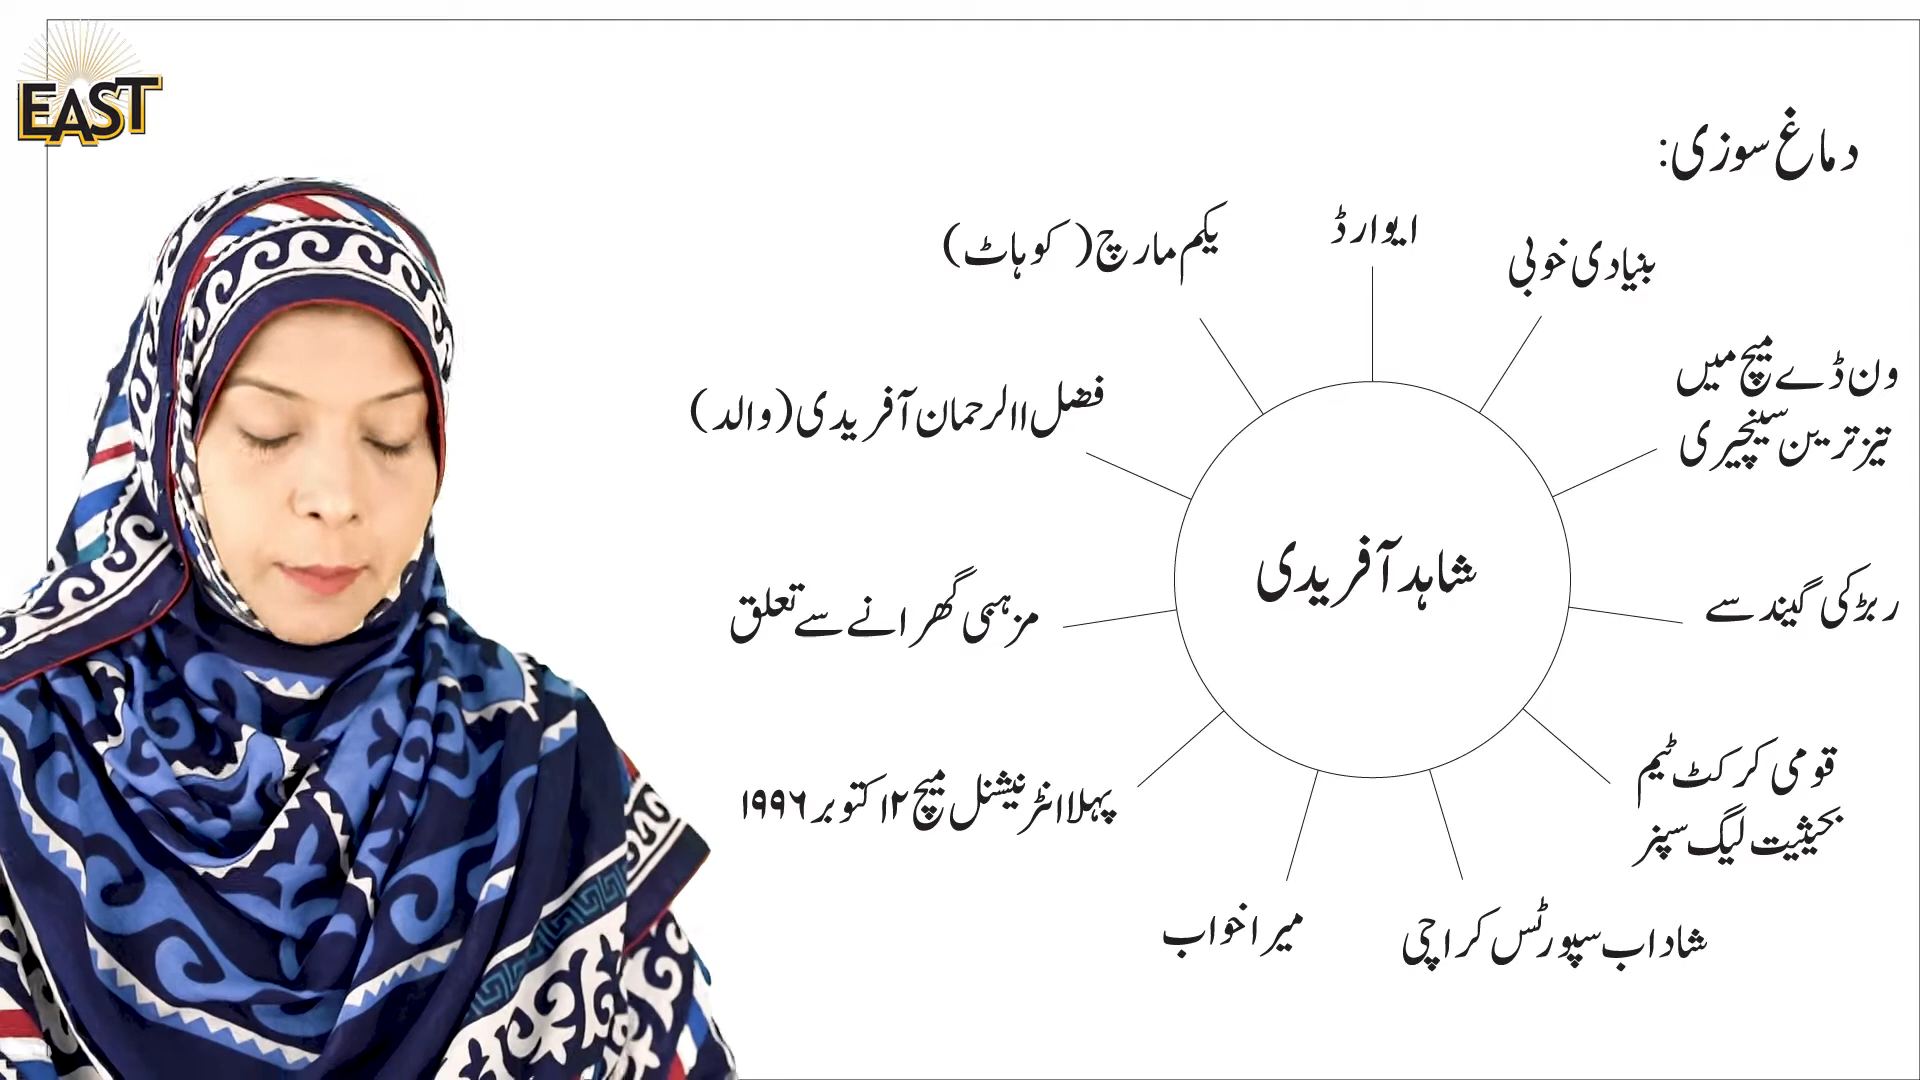 EAST
دماغ سوزی:
ایوارڈ
بنیادی خوبی
یکم مارچ (کوہاٹ)
ون ڈے میچ میں
تیز ترین سینچیری
فضل االرحمان آفریدی (والد)
شاہد آفریدی
ربڑ کی گیند سے
مزہبی گھرانے سے تعلق
قومی کرکٹ ٹیم
بحیثیت لیگ سپنر
پہلا انٹرنیشنل میچ ۱۲ اکتوبر ۱۹۹۶
شاداب سپورٹس کراچی
میرا خواب